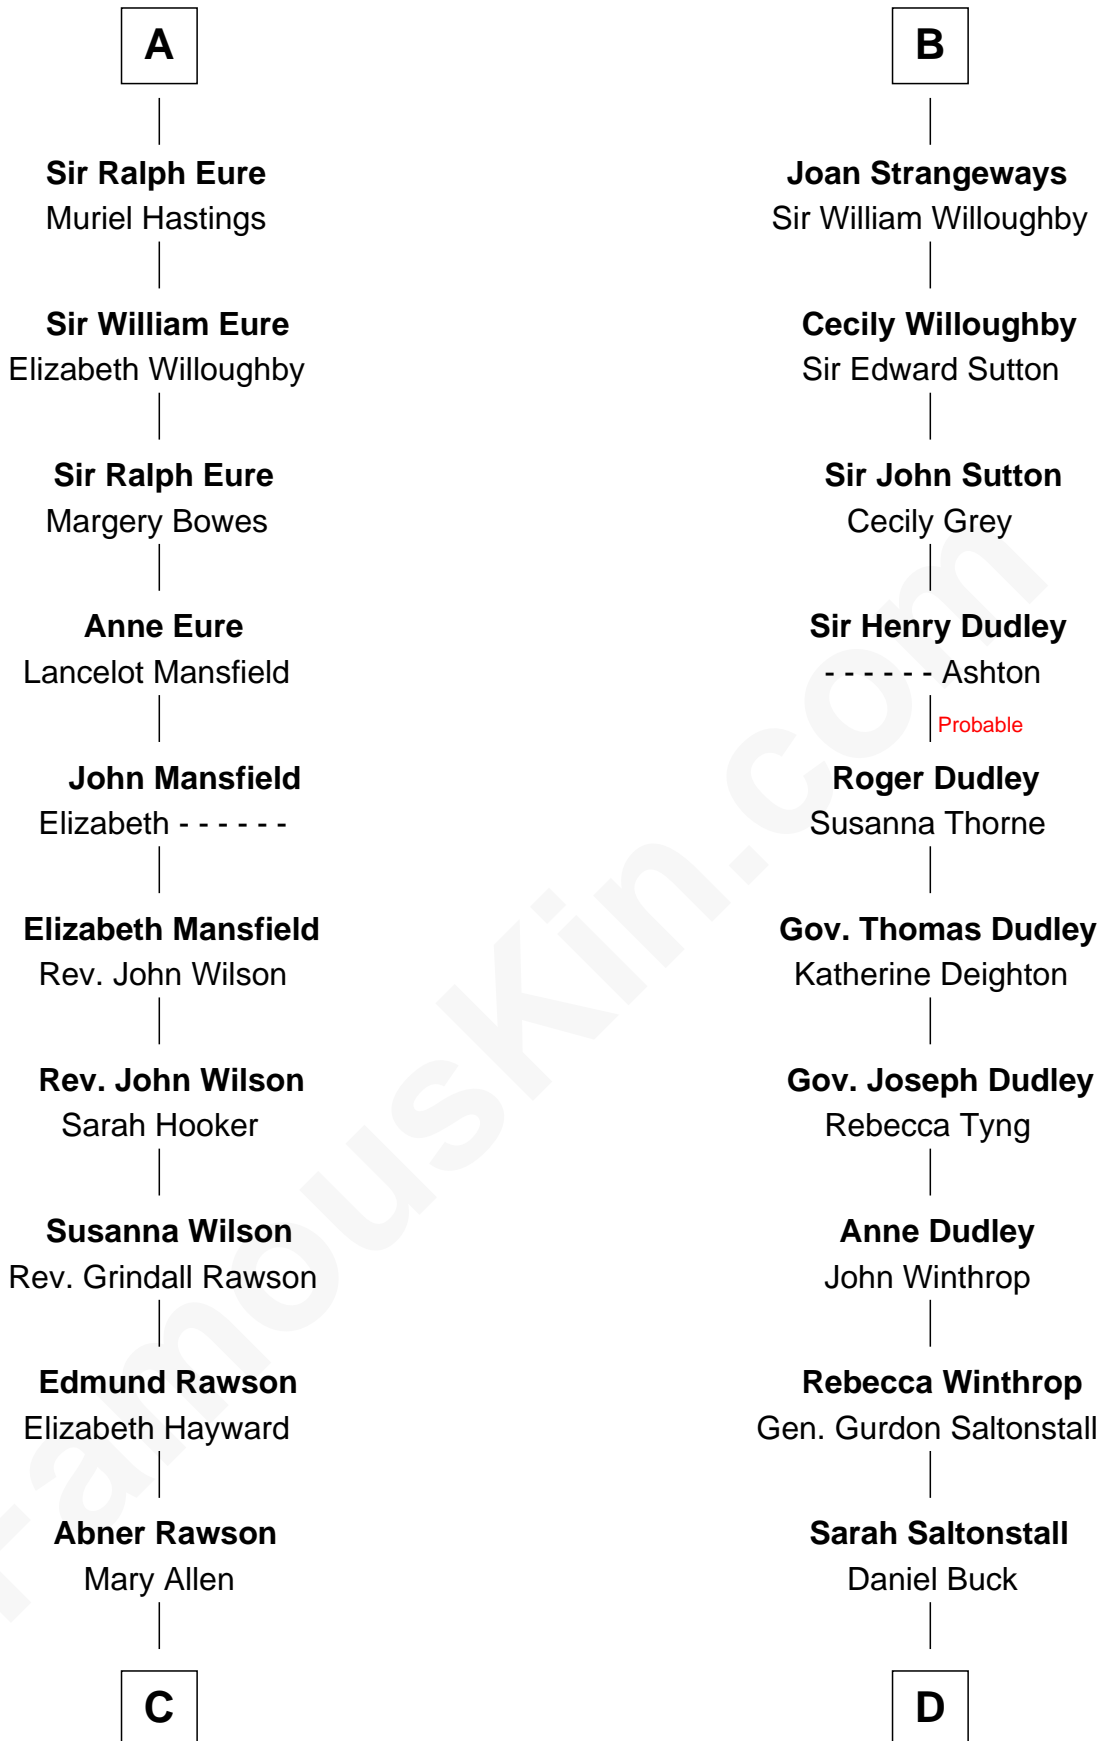 A
Sir Ralph Eure
Muriel Hastings
Sir William Eure
Elizabeth Willoughby
Sir Ralph Eure
Margery Bowes
Anne Eure
Lancelot Mansfield
John Mansfield
Elizabeth - - - - - -
Elizabeth Mansfield
Rev. John Wilson
Rev. John Wilson
Sarah Hooker
Susanna Wilson
Rev. Grindall Rawson
Edmund Rawson
Elizabeth Hayward
Abner Rawson
Mary Allen
C
B
Joan Strangeways
Sir William Willoughby
Cecily Willoughby
Sir Edward Sutton
Sir John Sutton
Cecily Grey
Sir Henry Dudley
- - - - - - Ashton
Probable
Roger Dudley
Susanna Thorne
Gov. Thomas Dudley
Katherine Deighton
Gov. Joseph Dudley
Rebecca Tyng
Anne Dudley
John Winthrop
Rebecca Winthrop
Gen. Gurdon Saltonstall
Sarah Saltonstall
Daniel Buck
D
FamousKin.com